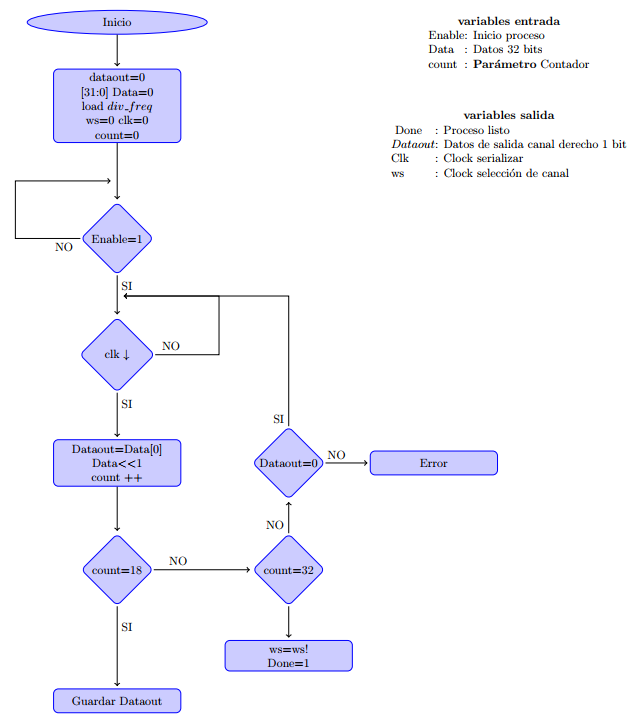 Inicio
dataout=0
[31:0] Data=0
load div_freq
ws=0 clk=0
count=0
Enable=1
NO
SI
clk ↓
NO
SI
Dataout=Data[0]
Data<<1
count ++
count=18
NO
SI
Guardar Dataout
count=32
NO
ws=ws!
Done=1
Dataout=0
SI
NO
Error
variables entrada
Enable: Inicio proceso
Data : Datos 32 bits
count : Parámetro Contador
variables salida
Done : Proceso listo
Dataout: Datos de salida canal derecho 1 bit
Clk : Clock serializar
ws : Clock selección de canal